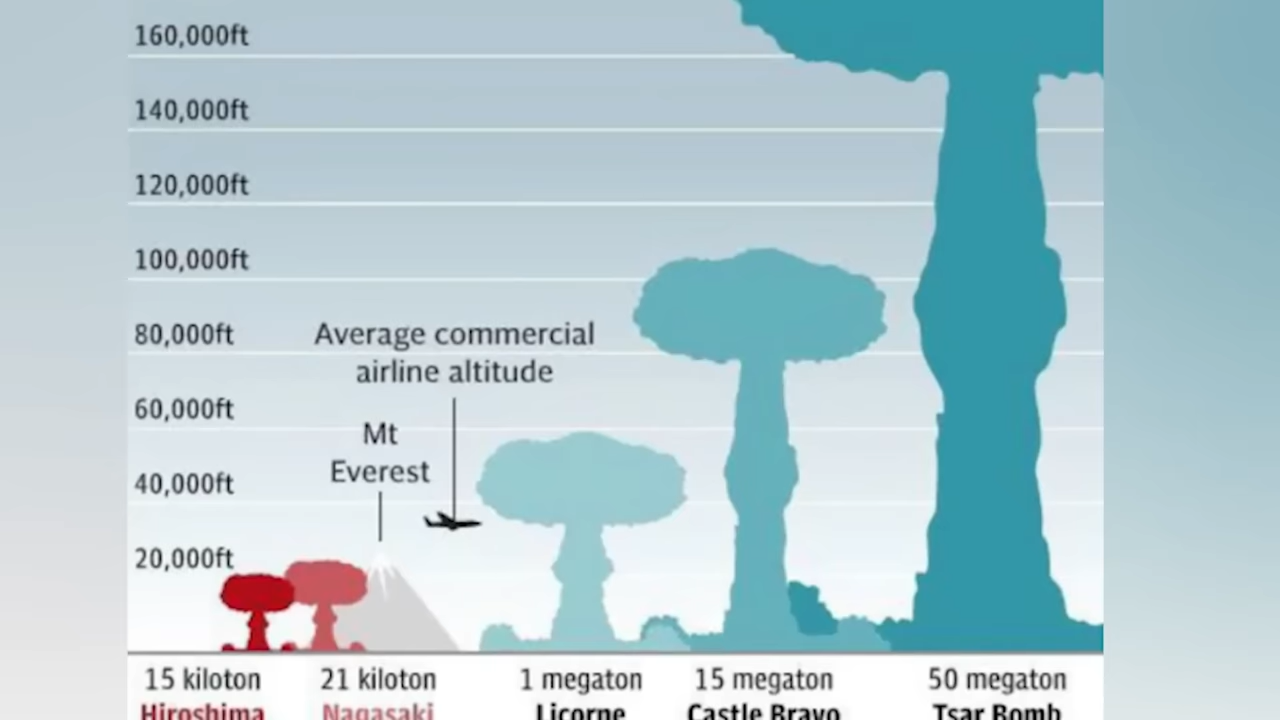 160,000ft
140,000ft
120,000ft
100,000ft
80,000ft
60,000ft
40,000ft
20,000ft
Average commercial
airline altitude
Mt
Everest
15 kiloton
Hiroshima
21 kiloton
Nagasaki
1 megaton
Licorne
15 megaton
Castle Bravo
50 megaton
Tsar Bomb